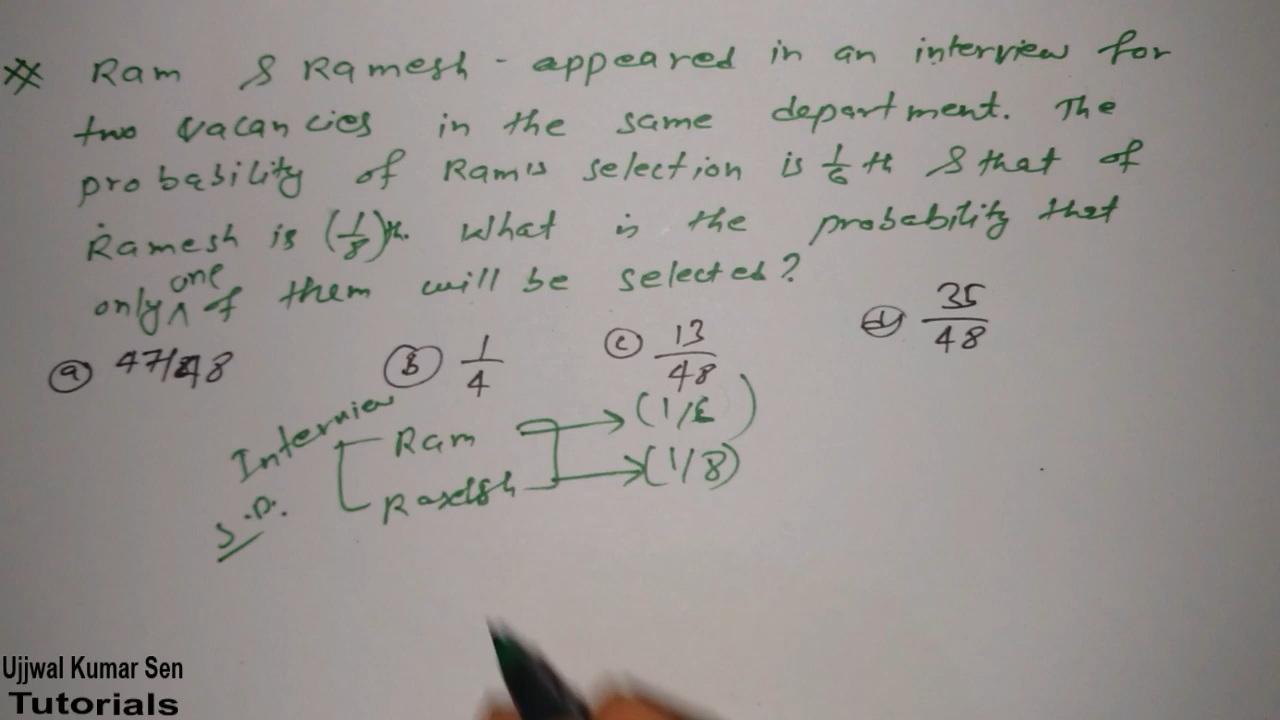 ※ Ram & Ramesh - appeared in an interview for
two vacancies in the same department. The
probability of Ram's selection is 1/6 th & that of
Ramesh is (1/8)th. What is the probability that
only one of them will be selected?
(a) 47/48 (b) 1/4 (c) 13/48 (d) 35/48
Interview Ram → (1/6)
S.D. → (1/8)
Ujjwal Kumar Sen
Tutorials